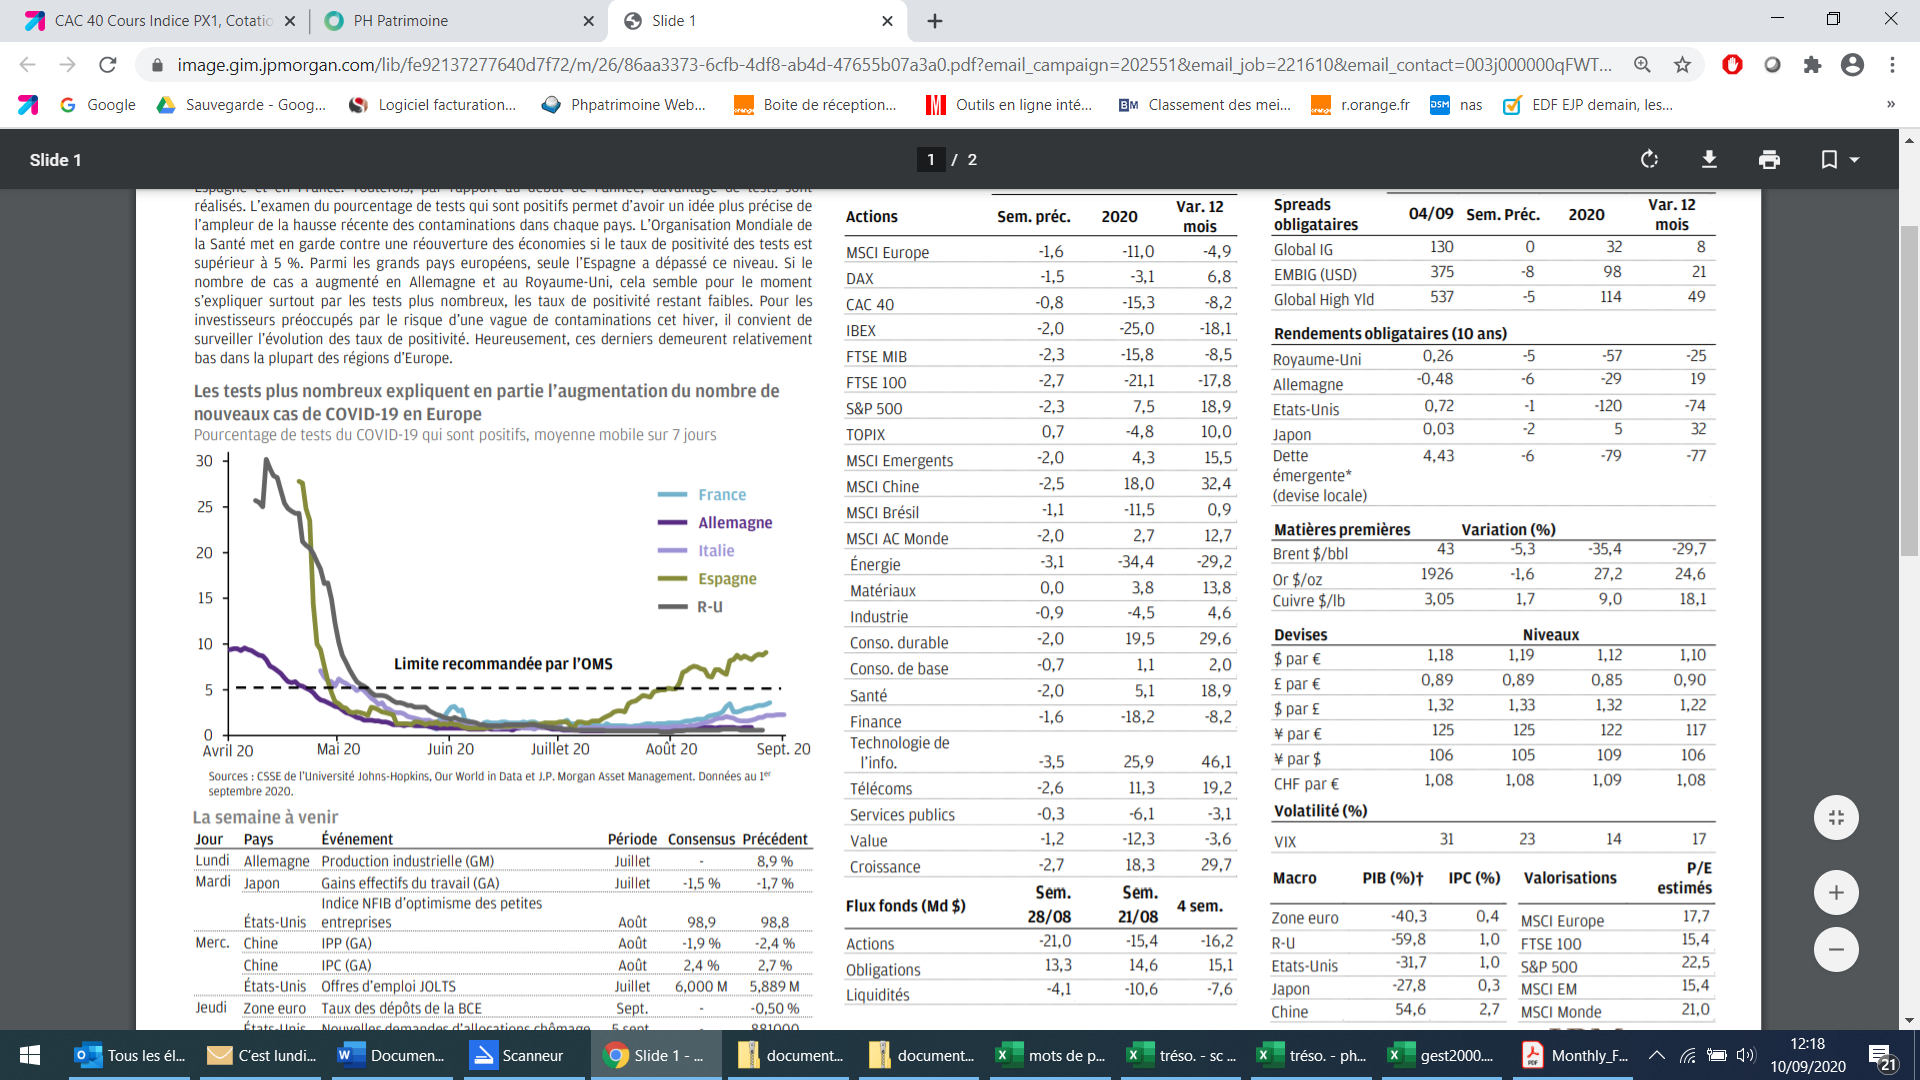 CAC 40 Cours Indice PX1, Cotatio
PH Patrimoine
Slide 1
image.gim.jpmorgan.com/lib/fe92137277640d7f72/m/26/86aa3373-6cfb-4df8-ab4d-47655b07a3a0.pdf?email_campaign=202551&email_job=221610&email_contact=003j000000qFWT...
Google
Sauvegarde - Goog...
Logiciel facturation...
Phpatrimoine Web...
Boite de réception...
Outils en ligne inté...
Classement des mei...
r.orange.fr
nas
EDF EJP demain, les...
»
Slide 1
1 / 2
Espagne et en France. Toutefois, par rapport au début de l'année, davantage de tests sont
réalisés. L'examen du pourcentage de tests qui sont positifs permet d'avoir un idée plus précise de
l'ampleur de la hausse récente des contaminations dans chaque pays. L'Organisation Mondiale de
la Santé met en garde contre une réouverture des économies si le taux de positivité des tests est
supérieur à 5 %. Parmi les grands pays européens, seule l'Espagne a dépassé ce niveau. Si le
nombre de cas a augmenté en Allemagne et au Royaume-Uni, cela semble pour le moment
s'expliquer surtout par les tests plus nombreux, les taux de positivité restant faibles. Pour les
investisseurs préoccupés par le risque d'une vague de contaminations cet hiver, il convient de
surveiller l'évolution des taux de positivité. Heureusement, ces derniers demeurent relativement
bas dans la plupart des régions d'Europe.
Les tests plus nombreux expliquent en partie l'augmentation du nombre de
nouveaux cas de COVID-19 en Europe
Pourcentage de tests du COVID-19 qui sont positifs, moyenne mobile sur 7 jours
30
25
20
15
10
5
0
France
Allemagne
Italie
Espagne
R-U
Limite recommandée par l'OMS
Avril 20 Mai 20 Juin 20 Juillet 20 Août 20 Sept. 20
Sources : CSSE de l'Université Johns-Hopkins, Our World in Data et J.P. Morgan Asset Management. Données au 1er
septembre 2020.
La semaine à venir
Jour Pays Événement Période Consensus Précédent
Lundi Allemagne Production industrielle (GM) Juillet - 8,9 %
Mardi Japon Gains effectifs du travail (GA) Juillet -1,5 % -1,7 %
Indice NFIB d'optimisme des petites
États-Unis entreprises Août 98,9 98,8
Merc. Chine IPP (GA) Août -1,9 % -2,4 %
Chine IPC (GA) Août 2,4 % 2,7 %
États-Unis Offres d'emploi JOLTS Juillet 6,000 M 5,889 M
Jeudi Zone euro Taux des dépôts de la BCE Sept. - -0,50 %
États-Unis Nouvelles demandes d'allocations chômage 5 sept. - 881000
Actions Sem. préc. 2020 Var. 12
mois
MSCI Europe -1,6 -11,0 -4,9
DAX -1,5 -3,1 6,8
CAC 40 -0,8 -15,3 -8,2
IBEX -2,0 -25,0 -18,1
FTSE MIB -2,3 -15,8 -8,5
FTSE 100 -2,7 -21,1 -17,8
S&P 500 -2,3 7,5 18,9
TOPIX 0,7 -4,8 10,0
MSCI Emergents -2,0 4,3 15,5
MSCI Chine -2,5 18,0 32,4
MSCI Brésil -1,1 -11,5 0,9
MSCI AC Monde -2,0 2,7 12,7
Énergie -3,1 -34,4 -29,2
Matériaux 0,0 3,8 13,8
Industrie -0,9 -4,5 4,6
Conso. durable -2,0 19,5 29,6
Conso. de base -0,7 1,1 2,0
Santé -2,0 5,1 18,9
Finance -1,6 -18,2 -8,2
Technologie de
l'info. -3,5 25,9 46,1
Télécoms -2,6 11,3 19,2
Services publics -0,3 -6,1 -3,1
Value -1,2 -12,3 -3,6
Croissance -2,7 18,3 29,7
Flux fonds (Md $) Sem. Sem. 4 sem.
28/08 21/08
Actions -21,0 -15,4 -16,2
Obligations 13,3 14,6 15,1
Liquidités -4,1 -10,6 -7,6
Spreads
obligataires 04/09 Sem. Préc. 2020 Var. 12
mois
Global IG 130 0 32 8
EMBIG (USD) 375 -8 98 21
Global High Yld 537 -5 114 49
Rendements obligataires (10 ans)
Royaume-Uni 0,26 -5 -57 -25
Allemagne -0,48 -6 -29 19
Etats-Unis 0,72 -1 -120 -74
Japon 0,03 -2 5 32
Dette 4,43 -6 -79 -77
émergente*
(devise locale)
Matières premières Variation (%)
Brent $/bbl 43 -5,3 -35,4 -29,7
Or $/oz 1926 -1,6 27,2 24,6
Cuivre $/lb 3,05 1,7 9,0 18,1
Devises Niveaux
$ par € 1,18 1,19 1,12 1,10
£ par € 0,89 0,89 0,85 0,90
$ par £ 1,32 1,33 1,32 1,22
¥ par € 125 125 122 117
¥ par $ 106 105 109 106
CHF par € 1,08 1,08 1,09 1,08
Volatilité (%)
VIX 31 23 14 17
Macro PIB (%)† IPC (%) Valorisations P/E
estimés
Zone euro -40,3 0,4 MSCI Europe 17,7
R-U -59,8 1,0 FTSE 100 15,4
Etats-Unis -31,7 1,0 S&P 500 22,5
Japon -27,8 0,3 MSCI EM 15,4
Chine 54,6 2,7 MSCI Monde 21,0
Tous les él...
C'est lundi...
Documen...
Scanneur
Slide 1 - ...
document...
document...
mots de p...
tréso. - sc ...
tréso. - ph...
gest2000....
Monthly_F...
12:18
10/09/2020
21